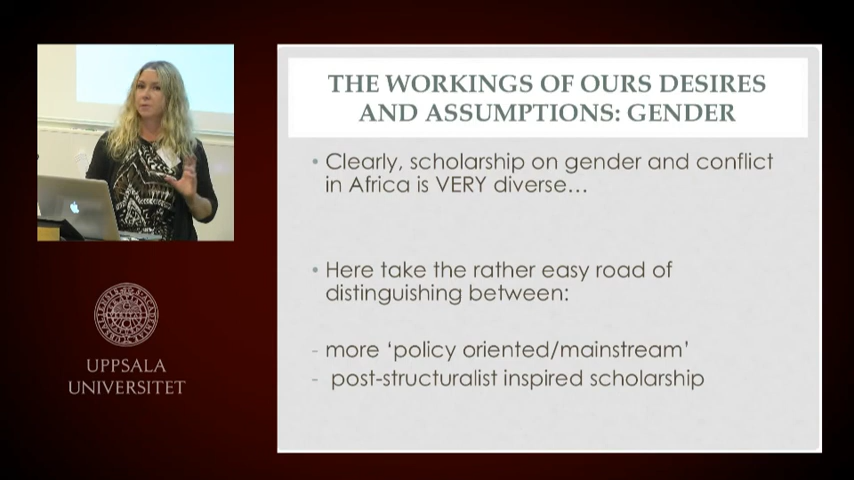 THE WORKINGS OF OURS DESIRES
AND ASSUMPTIONS: GENDER
• Clearly, scholarship on gender and conflict
in Africa is VERY diverse…
• Here take the rather easy road of
distinguishing between:
- more ‘policy oriented/mainstream’
- post-structuralist inspired scholarship
UPPSALA
UNIVERSITET